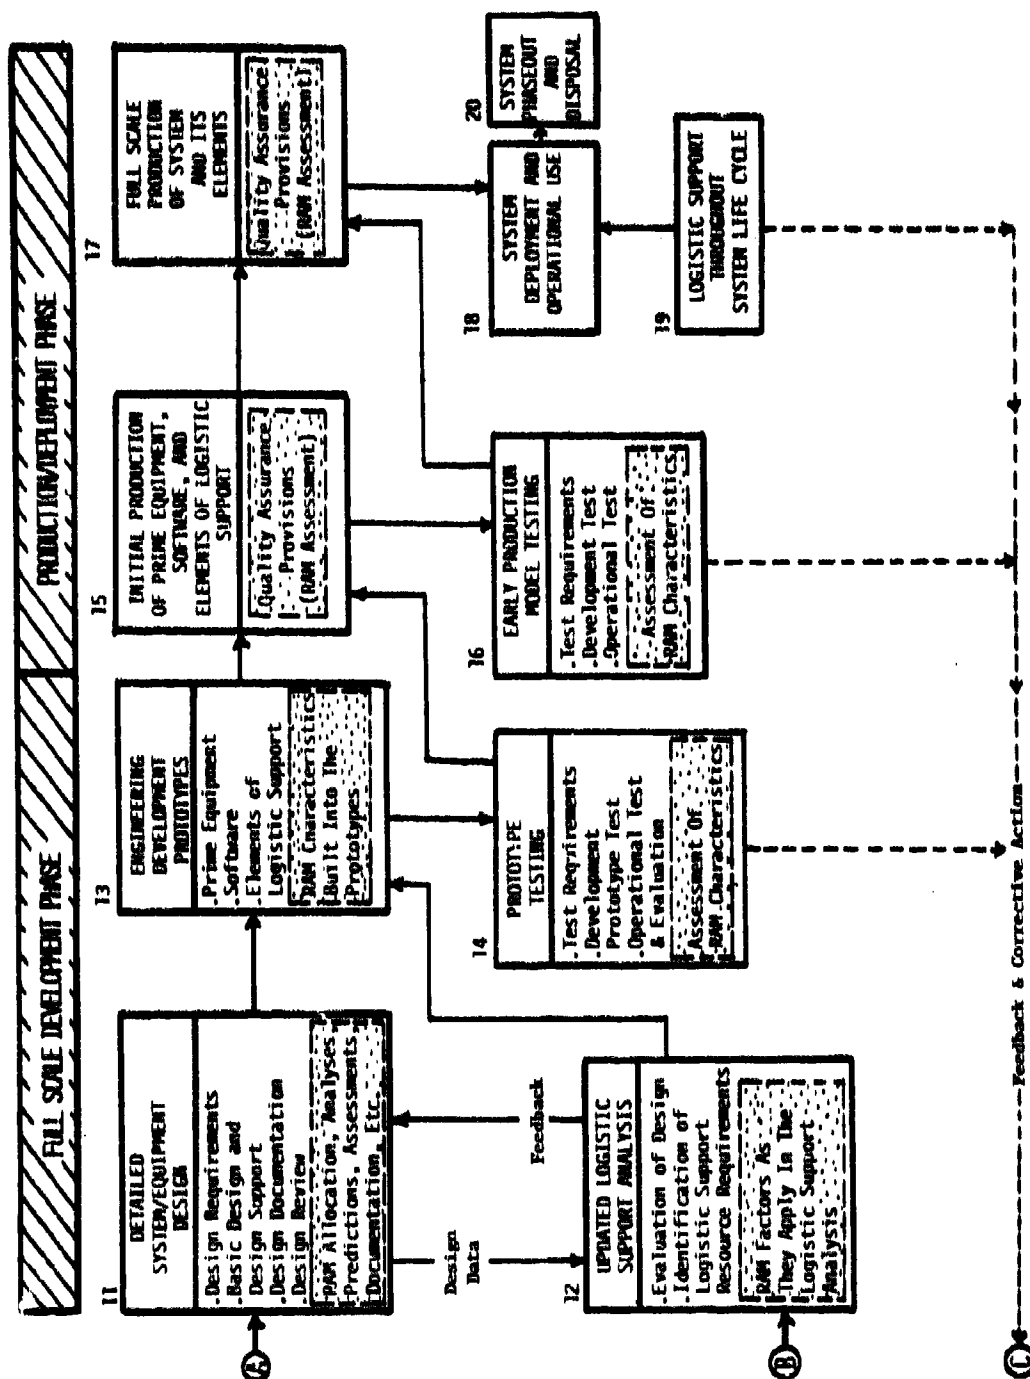 FULL SCALE DEVELOPMENT PHASE
PRODUCTION/DEPLOYMENT PHASE
11
DETAILED
SYSTEM/EQUIPMENT
DESIGN
.Design Requirements
.Basic Design and
Design Support
.Design Documentation
.Design Review
RAM Allocation, Analyses
Predictions, Assessments,
Documentation, Etc.
13
ENGINEERING
DEVELOPMENT
PROTOTYPES
.Prime Equipment
.Software
.Elements of
Logistic Support
RAM Characteristics
Built Into The
Prototypes
15
INITIAL PRODUCTION
OF PRIME EQUIPMENT,
SOFTWARE, AND
ELEMENTS OF LOGISTIC
SUPPORT
Quality Assurance
Provisions
(RAM Assessment)
17
FULL SCALE
PRODUCTION
OF SYSTEM
AND ITS
ELEMENTS
Quality Assurance
Provisions
(RAM Assessment)
A
Design
Data
Feedback
12
UPDATED LOGISTIC
SUPPORT ANALYSIS
.Evaluation of Design
.Identification of
Logistic Support
Resource Requirements
RAM Factors As
They Apply In The
Logistic Support
Analysis
B
14
PROTOTYPE
TESTING
.Test Requirements
.Development
Prototype Test
.Operational Test
& Evaluation
Assessment Of
RAM Characteristics
16
EARLY PRODUCTION
MODEL TESTING
.Test Requirements
.Development Test
.Operational Test
Assessment Of
RAM Characteristics
18
SYSTEM
DEPLOYMENT AND
OPERATIONAL USE
20
SYSTEM
PHASEOUT
AND
DISPOSAL
19
LOGISTIC SUPPORT
THROUGHOUT
SYSTEM LIFE CYCLE
C
Feedback & Corrective Action